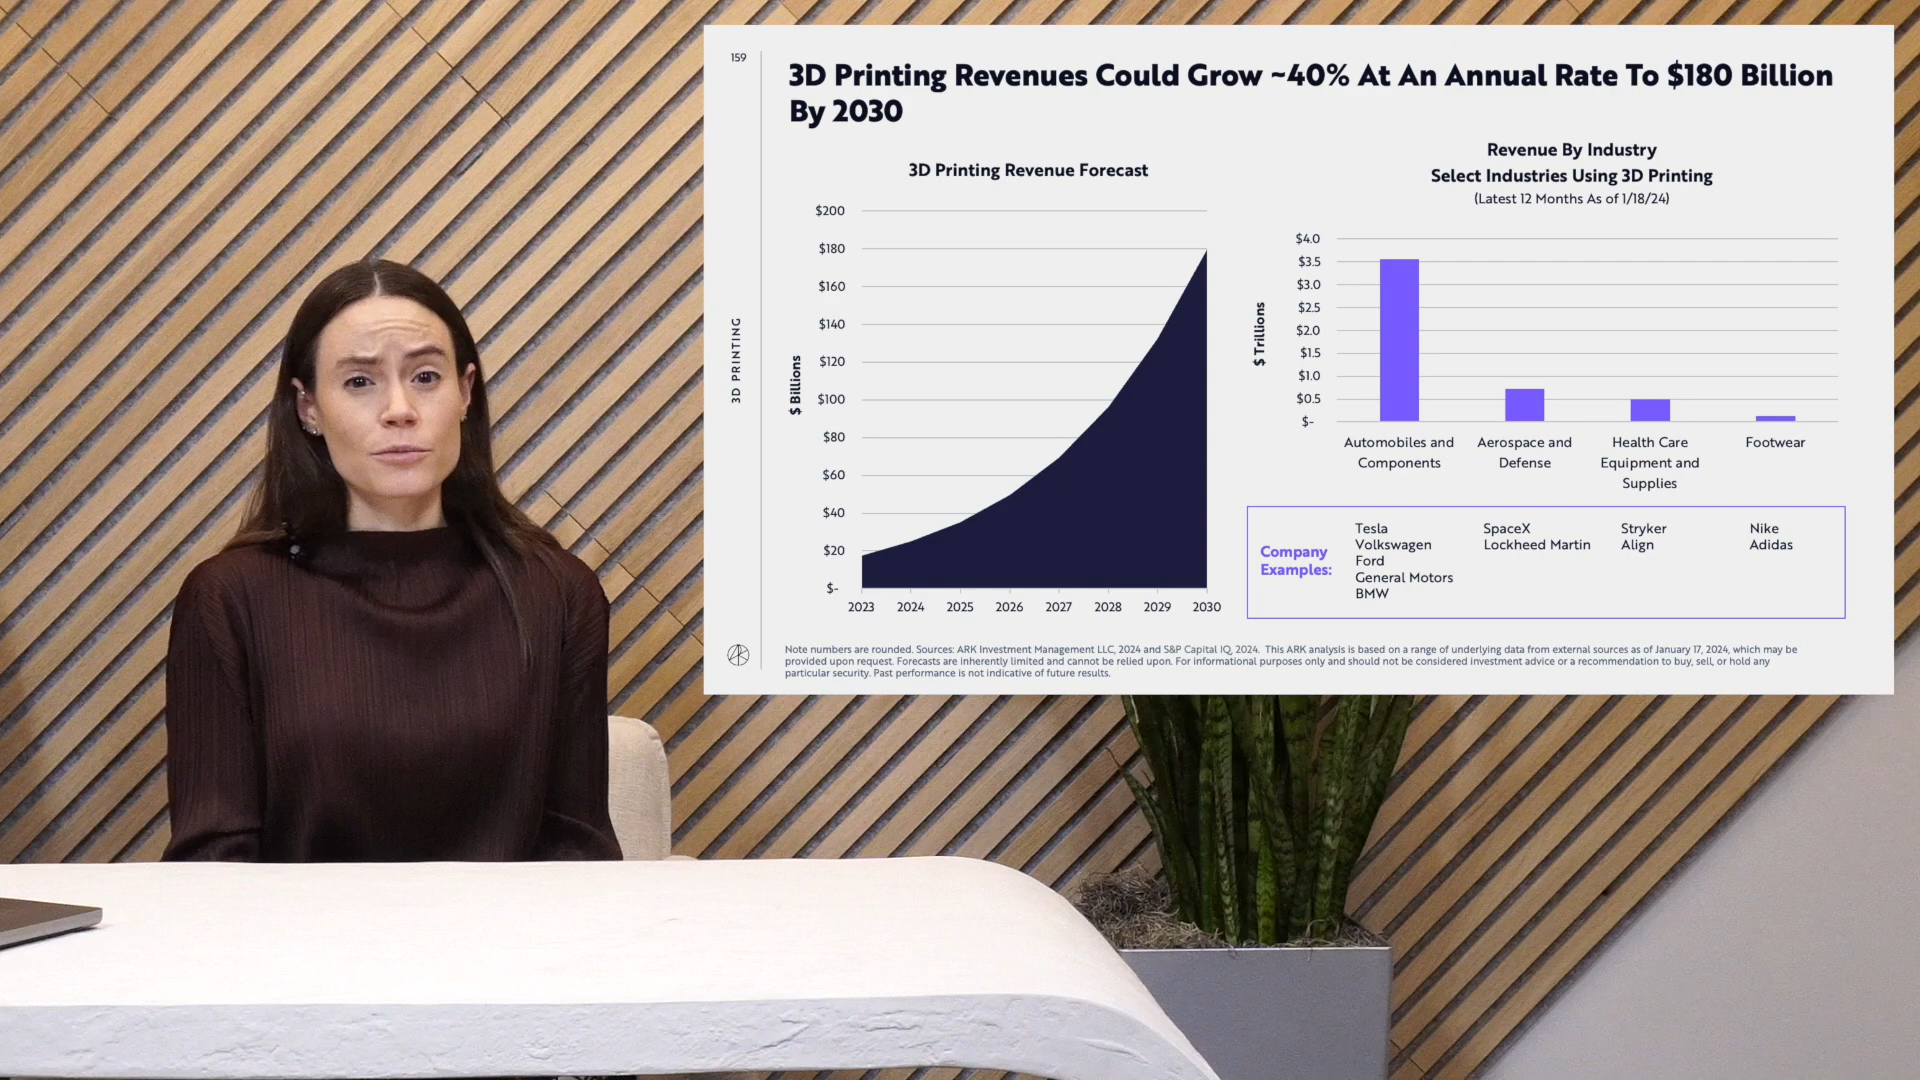 159
3D Printing Revenues Could Grow ~40% At An Annual Rate To $180 Billion
By 2030
3D PRINTING
3D Printing Revenue Forecast
$ Billions
$200
$180
$160
$140
$120
$100
$80
$60
$40
$20
$-
2023 2024 2025 2026 2027 2028 2029 2030
Revenue By Industry
Select Industries Using 3D Printing
(Latest 12 Months As of 1/18/24)
$ Trillions
$4.0
$3.5
$3.0
$2.5
$2.0
$1.5
$1.0
$0.5
$-
Automobiles and
Components
Aerospace and
Defense
Health Care
Equipment and
Supplies
Footwear
Company
Examples:
Tesla
Volkswagen
Ford
General Motors
BMW
SpaceX
Lockheed Martin
Stryker
Align
Nike
Adidas
Note numbers are rounded. Sources: ARK Investment Management LLC, 2024 and S&P Capital IQ, 2024. This ARK analysis is based on a range of underlying data from external sources as of January 17, 2024, which may be
provided upon request. Forecasts are inherently limited and cannot be relied upon. For informational purposes only and should not be considered investment advice or a recommendation to buy, sell, or hold any
particular security. Past performance is not indicative of future results.